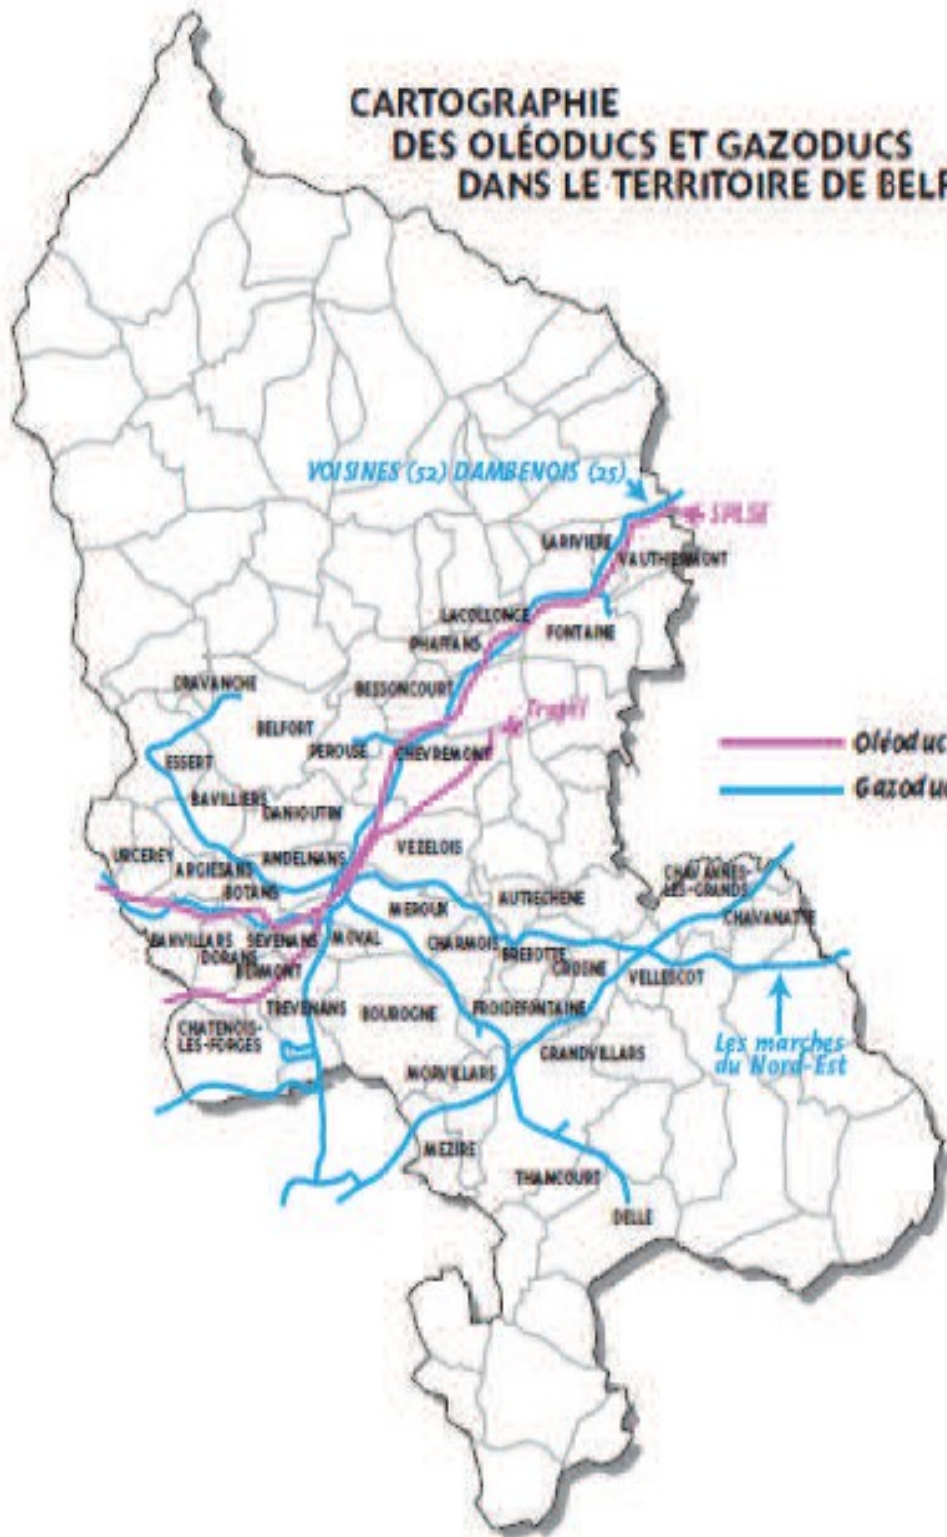 CARTOGRAPHIE
DES OLÉODUCS ET GAZODUCS
DANS LE TERRITOIRE DE BELF
VOISINES (52) DAMBENOIS (25)
SPLSE
LARIVIERE
VAUTHIERMONT
LACOLLONGE
FONTAINE
PHAFFANS
BESSONCOURT
Trapil
BELFORT
PEROUSE
CHEVREMONT
Oléoduc
ESSERT
Gazoduc
BAVILLIERS
DANJOUTIN
URCEREY
ANDELNANS
VEZELOIS
ARGIESANS
CHAVANNES-
LES-GRANDS
BOTANS
MEROUX
AUTRECHENE
CHAVANATTE
BANVILLARS
SEVENANS
MOVAL
CHARMOIS
BREBOTTE
DORANS
BERMONT
GROSNE
VELLESCOT
TREVENANS
BOUROGNE
FROIDEFONTAINE
CHATENOIS-
LES-FORGES
GRANDVILLARS
Les marches
du Nord-Est
MORVILLARS
MEZIRE
THIANCOURT
DELLE